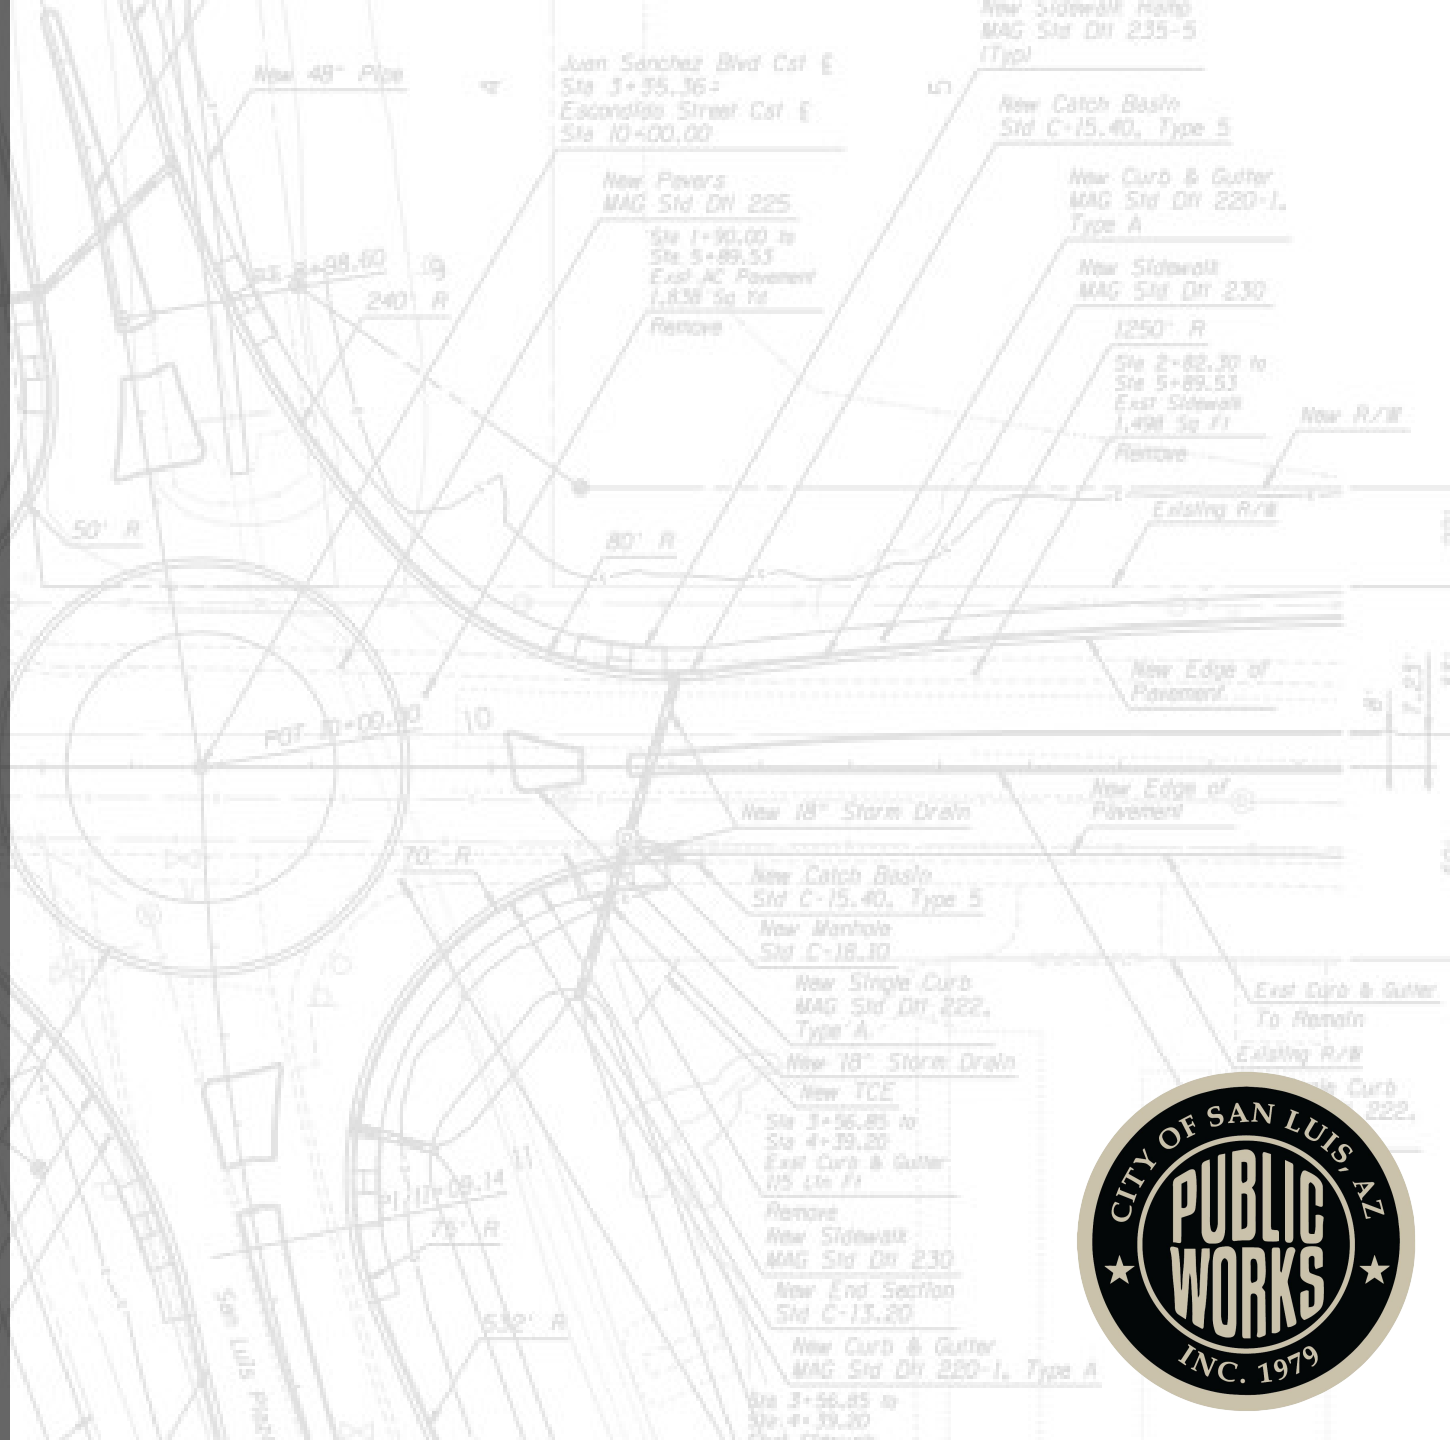 New Sidewalk Ramp
MAG Std Dtl 235-5
(Typ)
New 48" Pipe
Juan Sanchez Blvd Cst ℄
Sta 3+55.36=
Escondido Street Cst ℄
Sta 10+00.00
New Catch Basin
Std C-15.40, Type 5
New Pavers
MAG Std Dtl 225
New Curb & Gutter
MAG Std Dtl 220-1,
Type A
Sta 1+90.00 to
Sta 5+89.53
Exst AC Pavement
1,838 Sq Yd
Remove
240' R
New Sidewalk
MAG Std Dtl 230
1250' R
Sta 2+82.30 to
Sta 5+89.53
Exst Sidewalk
1,498 Sq Ft
Remove
New R/W
Existing R/W
50' R
80' R
New Edge of
Pavement
8'
POT 10+00.00
10
New Edge of
Pavement
New 18" Storm Drain
70' R
New Catch Basin
Std C-15.40, Type 5
New Manhole
Std C-18.10
New Single Curb
MAG Std Dtl 222,
Type A
Exst Curb & Gutter
To Remain
Existing R/W
New 18" Storm Drain
New TCE
Curb
222,
Sta 3+56.85 to
Sta 4+39.20
Exst Curb & Gutter
115 Lin Ft
Remove
11
75' R
New Sidewalk
MAG Std Dtl 230
New End Section
Std C-13.20
532' R
New Curb & Gutter
MAG Std Dtl 220-1, Type A
Sta 3+56.85 to
Sta 4+39.20
San Luis
CITY OF SAN LUIS, AZ
PUBLIC
WORKS
INC. 1979